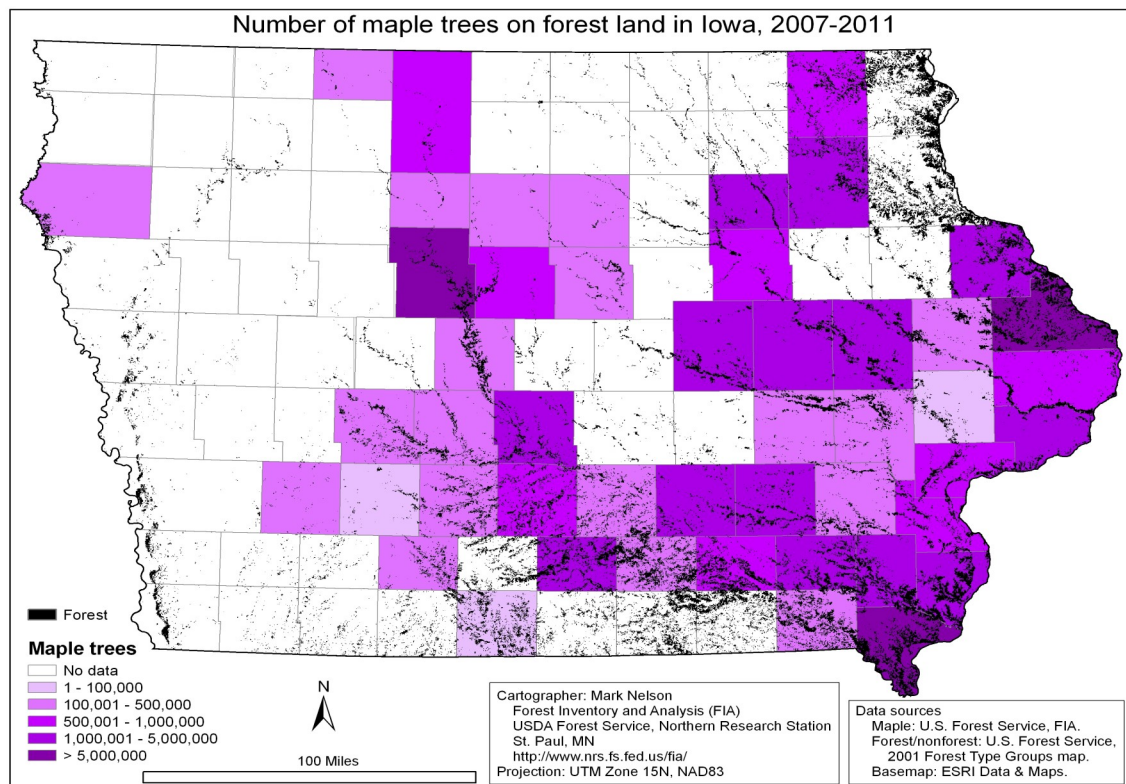 Number of maple trees on forest land in Iowa, 2007-2011
Forest
Maple trees
No data
1 - 100,000
100,001 - 500,000
500,001 - 1,000,000
1,000,001 - 5,000,000
> 5,000,000
N
100 Miles
Cartographer: Mark Nelson
Forest Inventory and Analysis (FIA)
USDA Forest Service, Northern Research Station
St. Paul, MN
http://www.nrs.fs.fed.us/fia/
Projection: UTM Zone 15N, NAD83
Data sources
Maple: U.S. Forest Service, FIA.
Forest/nonforest: U.S. Forest Service,
2001 Forest Type Groups map.
Basemap: ESRI Data & Maps.